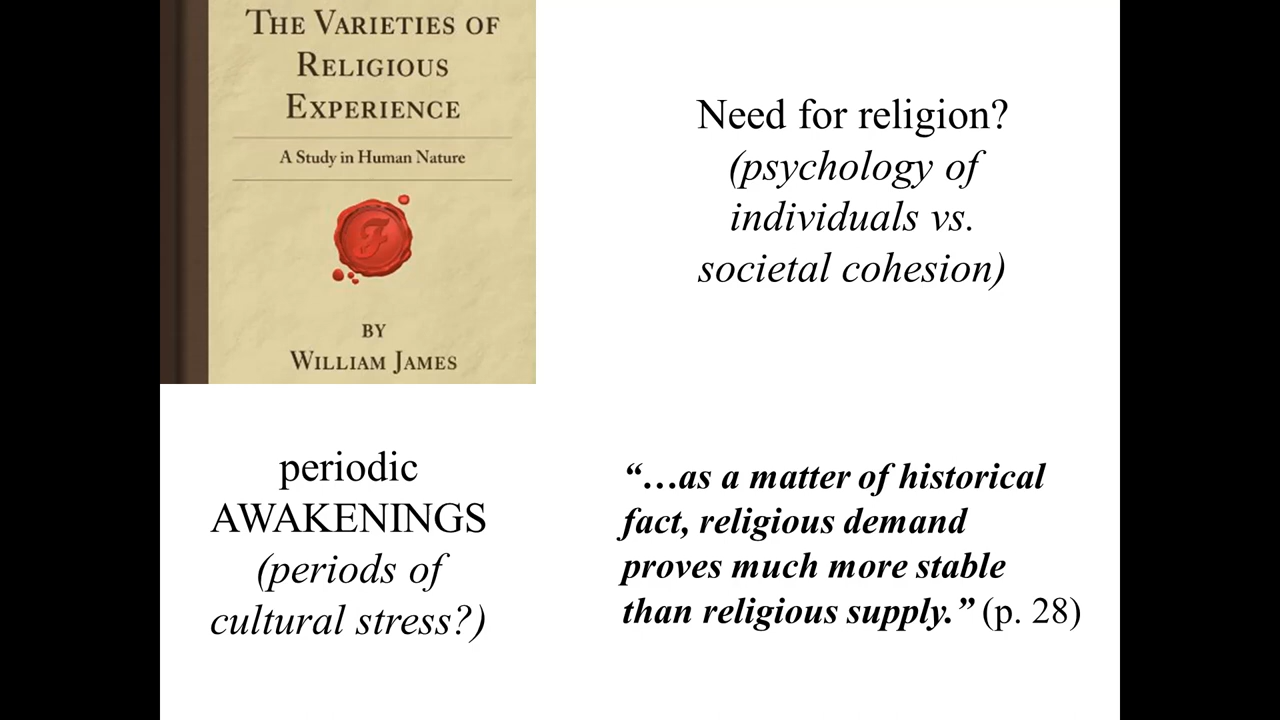 THE VARIETIES OF
RELIGIOUS
EXPERIENCE
A Study in Human Nature
F
BY
WILLIAM JAMES
Need for religion?
(psychology of
individuals vs.
societal cohesion)
periodic
AWAKENINGS
(periods of
cultural stress?)
“…as a matter of historical
fact, religious demand
proves much more stable
than religious supply.” (p. 28)